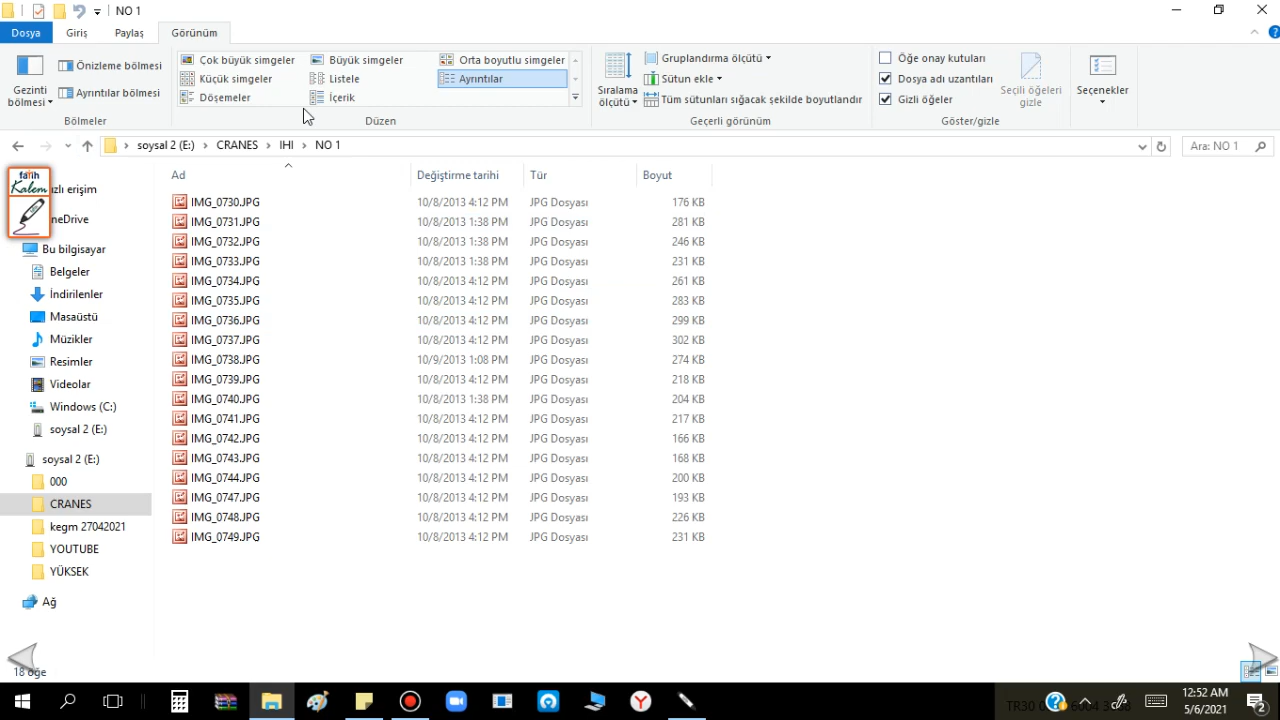 NO 1
Dosya Giriş Paylaş Görünüm
Gezinti bölmesi
Önizleme bölmesi
Ayrıntılar bölmesi
Bölmeler
Çok büyük simgeler Büyük simgeler Orta boyutlu simgeler
Küçük simgeler Listele Ayrıntılar
Döşemeler İçerik
Düzen
Sıralama ölçütü
Gruplandırma ölçütü
Sütun ekle
Tüm sütunları sığacak şekilde boyutlandır
Geçerli görünüm
Öğe onay kutuları
Dosya adı uzantıları
Gizli öğeler
Seçili öğeleri gizle
Göster/gizle
Seçenekler
soysal 2 (E:) › CRANES › IHI › NO 1
Ara: NO 1
fatih
Kalem
ızlı erişim
neDrive
Bu bilgisayar
Belgeler
İndirilenler
Masaüstü
Müzikler
Resimler
Videolar
Windows (C:)
soysal 2 (E:)
soysal 2 (E:)
000
CRANES
kegm 27042021
YOUTUBE
YÜKSEK
Ağ
Ad Değiştirme tarihi Tür Boyut
IMG_0730.JPG 10/8/2013 4:12 PM JPG Dosyası 176 KB
IMG_0731.JPG 10/8/2013 1:38 PM JPG Dosyası 281 KB
IMG_0732.JPG 10/8/2013 1:38 PM JPG Dosyası 246 KB
IMG_0733.JPG 10/8/2013 1:38 PM JPG Dosyası 231 KB
IMG_0734.JPG 10/8/2013 4:12 PM JPG Dosyası 261 KB
IMG_0735.JPG 10/8/2013 4:12 PM JPG Dosyası 283 KB
IMG_0736.JPG 10/8/2013 4:12 PM JPG Dosyası 299 KB
IMG_0737.JPG 10/8/2013 4:12 PM JPG Dosyası 302 KB
IMG_0738.JPG 10/9/2013 1:08 PM JPG Dosyası 274 KB
IMG_0739.JPG 10/8/2013 4:12 PM JPG Dosyası 218 KB
IMG_0740.JPG 10/8/2013 1:38 PM JPG Dosyası 204 KB
IMG_0741.JPG 10/8/2013 4:12 PM JPG Dosyası 217 KB
IMG_0742.JPG 10/8/2013 4:12 PM JPG Dosyası 166 KB
IMG_0743.JPG 10/8/2013 4:12 PM JPG Dosyası 168 KB
IMG_0744.JPG 10/8/2013 4:12 PM JPG Dosyası 200 KB
IMG_0747.JPG 10/8/2013 4:12 PM JPG Dosyası 193 KB
IMG_0748.JPG 10/8/2013 4:12 PM JPG Dosyası 226 KB
IMG_0749.JPG 10/8/2013 4:12 PM JPG Dosyası 231 KB
18 öğe
TR30
12:52 AM
5/6/2021
2